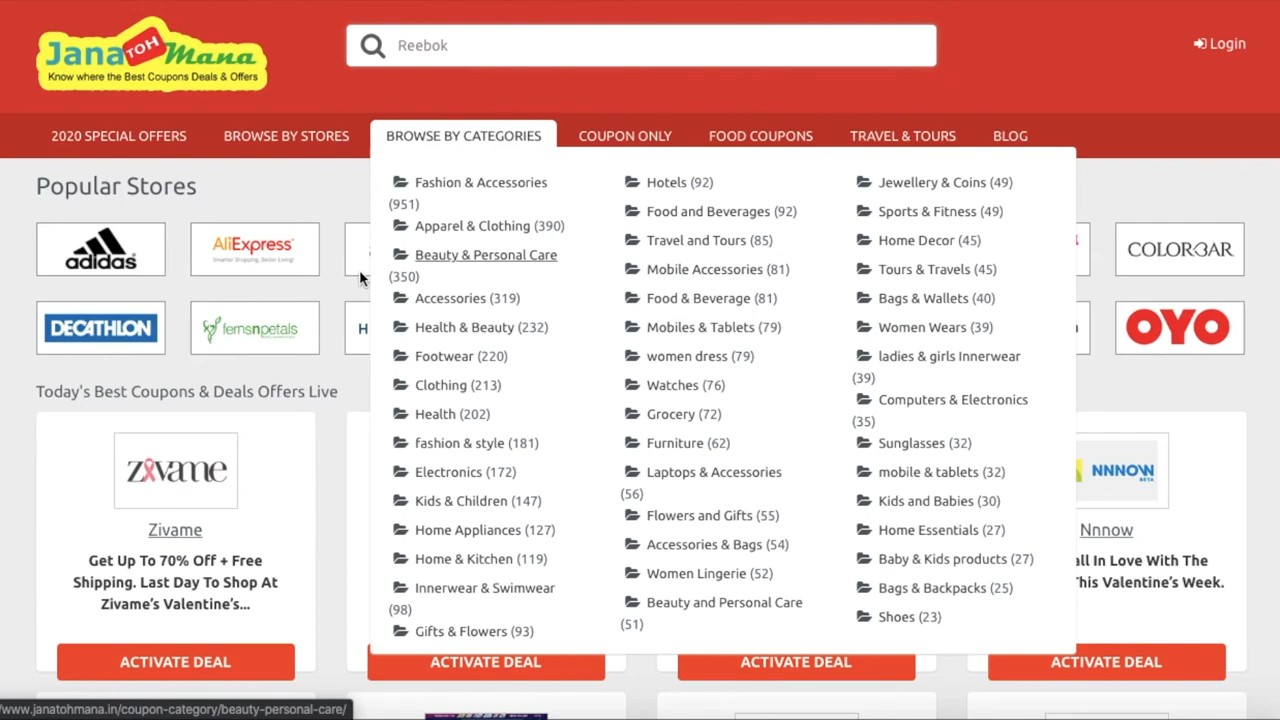 Jana TOH Mana
Know where the Best Coupons Deals & Offers
Reebok
Login
2020 SPECIAL OFFERS
BROWSE BY STORES
BROWSE BY CATEGORIES
COUPON ONLY
FOOD COUPONS
TRAVEL & TOURS
BLOG
Popular Stores
adidas
AliExpress
Smarter Shopping, Better Living!
COLORBAR
DECATHLON
fernsnpetals
H
OYO
Fashion & Accessories
(951)
Apparel & Clothing (390)
Beauty & Personal Care
(350)
Accessories (319)
Health & Beauty (232)
Footwear (220)
Clothing (213)
Health (202)
fashion & style (181)
Electronics (172)
Kids & Children (147)
Home Appliances (127)
Home & Kitchen (119)
Innerwear & Swimwear
(98)
Gifts & Flowers (93)
Hotels (92)
Food and Beverages (92)
Travel and Tours (85)
Mobile Accessories (81)
Food & Beverage (81)
Mobiles & Tablets (79)
women dress (79)
Watches (76)
Grocery (72)
Furniture (62)
Laptops & Accessories
(56)
Flowers and Gifts (55)
Accessories & Bags (54)
Women Lingerie (52)
Beauty and Personal Care
(51)
Jewellery & Coins (49)
Sports & Fitness (49)
Home Decor (45)
Tours & Travels (45)
Bags & Wallets (40)
Women Wears (39)
ladies & girls Innerwear
(39)
Computers & Electronics
(35)
Sunglasses (32)
mobile & tablets (32)
Kids and Babies (30)
Home Essentials (27)
Baby & Kids products (27)
Bags & Backpacks (25)
Shoes (23)
Today's Best Coupons & Deals Offers Live
zivame
Zivame
Get Up To 70% Off + Free
Shipping. Last Day To Shop At
Zivame's Valentine's...
ACTIVATE DEAL
ACTIVATE DEAL
ACTIVATE DEAL
NNNOW
BETA
Nnnow
all In Love With The
This Valentine's Week.
ACTIVATE DEAL
/www.janatohmana.in/coupon-category/beauty-personal-care/